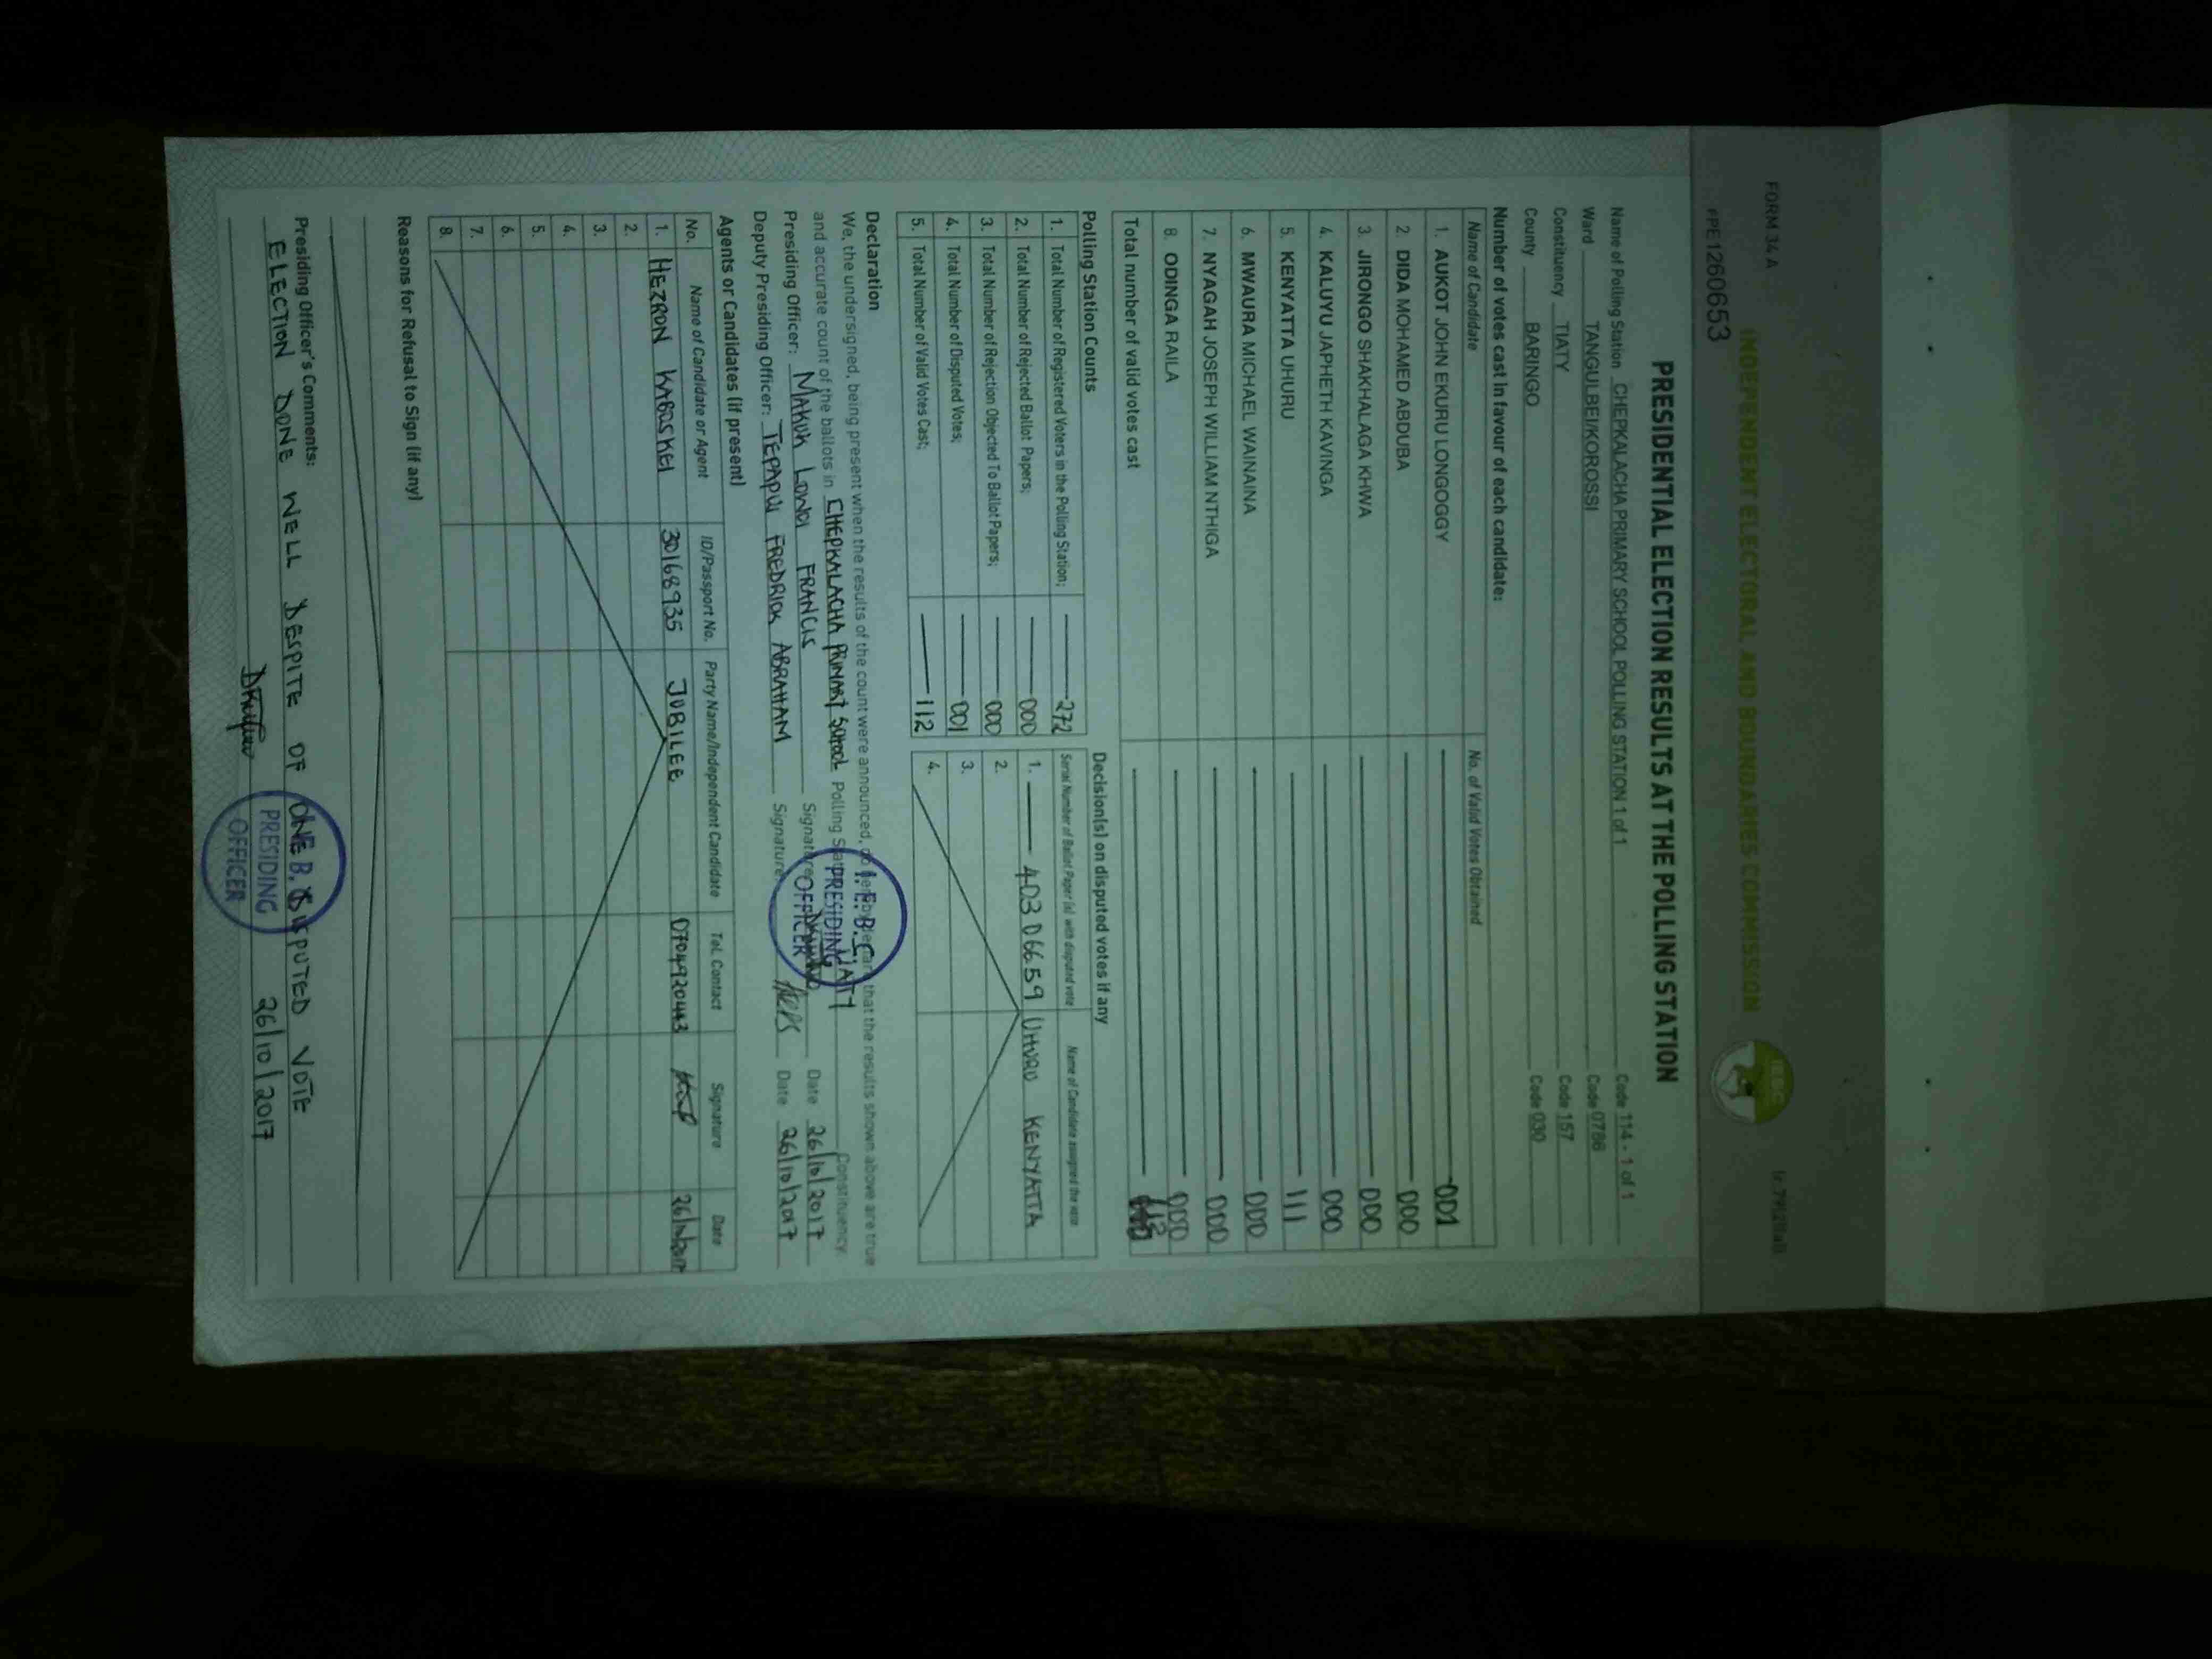 FORM 34 A
INDEPENDENT ELECTORAL AND BOUNDARIES COMMISSION
IEBC
PPE1260653
PRESIDENTIAL ELECTION RESULTS AT THE POLLING STATION
Name of Polling Station CHEPKALACHA PRIMARY SCHOOL POLLING STATION 1 of 1 Code 114 - 1 of 1
Ward TANGULBEI/KOROSSI Code 0786
Constituency TIATY Code 157
County BARINGO Code 030
Number of votes cast in favour of each candidate:
Name of Candidate No. of Valid Votes Obtained
1. AUKOT JOHN EKURU LONGOGGY 001
2. DIDA MOHAMED ABDUBA 000
3. JIRONGO SHAKHALAGA KHWA 000
4. KALUYU JAPHETH KAVINGA 000
5. KENYATTA UHURU 111
6. MWAURA MICHAEL WAINAINA 000
7. NYAGAH JOSEPH WILLIAM NTHIGA 000
8. ODINGA RAILA 000
Total number of valid votes cast 112
Polling Station Counts
1. Total Number of Registered Voters in the Polling Station; 272
2. Total Number of Rejected Ballot Papers; 000
3. Total Number of Rejection Objected To Ballot Papers; 000
4. Total Number of Disputed Votes; 001
5. Total Number of Valid Votes Cast; 112
Decision(s) on disputed votes if any
Serial Number of Ballot Paper (s) with disputed vote Name of Candidate assigned the vote
1. 403 066 59 UHURU KENYATTA
2.
3.
4.
Declaration
We, the undersigned, being present when the results of the count were announced, do hereby declare that the results shown above are true
and accurate count of the ballots in CHEPKALACHA PRIMARY SCHOOL Polling Station TIATY Constituency.
Presiding Officer: MAKUK LONOI FRANCIS Signature Date 26/10/2017
Deputy Presiding Officer: TEPAPUI FREDRICK ABRAHAM Signature: Date 26/10/2017
I.E.B.C
PRESIDING
OFFICER
Agents or Candidates (if present)
No. Name of Candidate or Agent ID/Passport No. Party Name/Independent Candidate Tel. Contact Signature Date
1. HEZRON KABOSKEI 30168935 JUBILEE 0704920443 26/10/2017
2.
3.
4.
5.
6.
7.
8.
Reasons for Refusal to Sign (if any)
Presiding Officer's Comments:
ELECTION DONE WELL DESPITE OF ONE DISPUTED VOTE
26/10/2017
PRESIDING
OFFICER